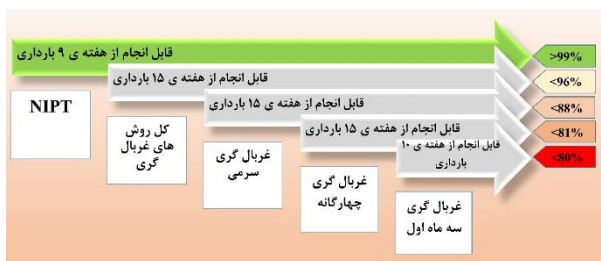 قابل انجام از هفته ی ۹ بارداری
>99%
قابل انجام از هفته ی ۱۵ بارداری
<96%
قابل انجام از هفته ی ۱۵ بارداری
<88%
قابل انجام از هفته ی ۱۵ بارداری
<81%
قابل انجام از هفته ی ۱۰
بارداری
<80%
NIPT
کل روش
های غربال
گری
غربال گری
سرمی
غربال گری
چهارگانه
غربال گری
سه ماه اول